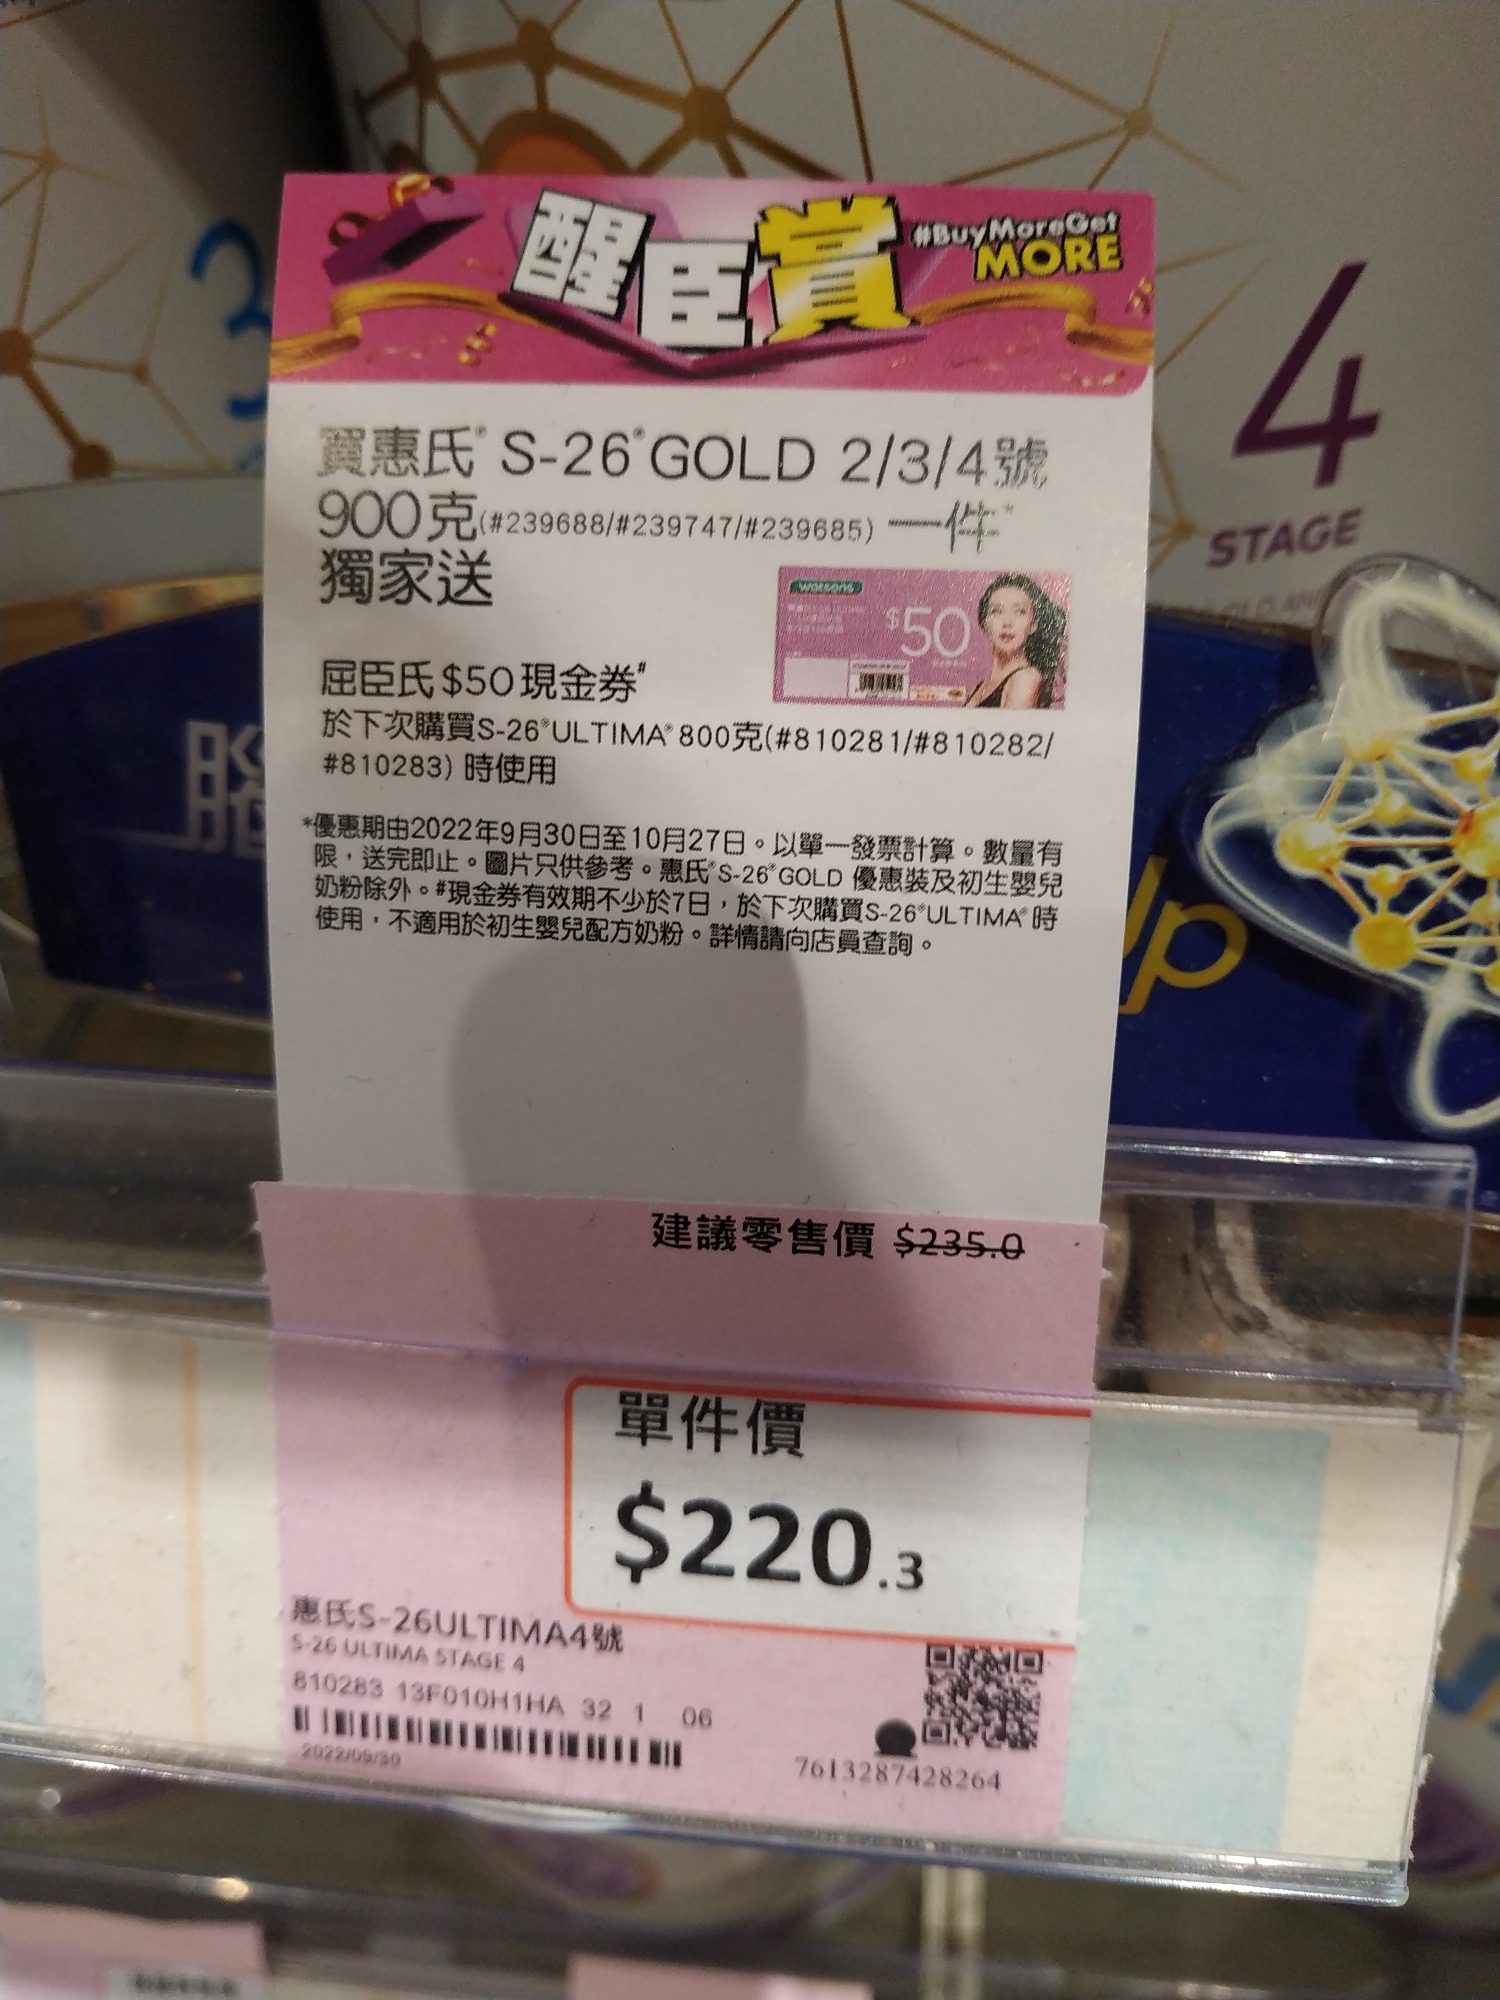 醒臣賞
#BuyMoreGet
MORE
買惠氏® S-26®GOLD 2/3/4號
900克(#239688/#239747/#239685) 一件*
獨家送
watsons
$50
屈臣氏$50現金券#
於下次購買S-26®ULTIMA®800克(#810281/#810282/
#810283) 時使用
*優惠期由2022年9月30日至10月27日。以單一發票計算。數量有
限，送完即止。圖片只供參考。惠氏®S-26®GOLD 優惠裝及初生嬰兒
奶粉除外。#現金券有效期不少於7日，於下次購買S-26®ULTIMA®時
使用，不適用於初生嬰兒配方奶粉。詳情請向店員查詢。
3
4
STAGE
腦
up
建議零售價 $235.0
單件價
$220.3
惠氏S-26ULTIMA4號
S-26 ULTIMA STAGE 4
810283 13F010H1HA 32 1 06
2022/09/30
7613287428264